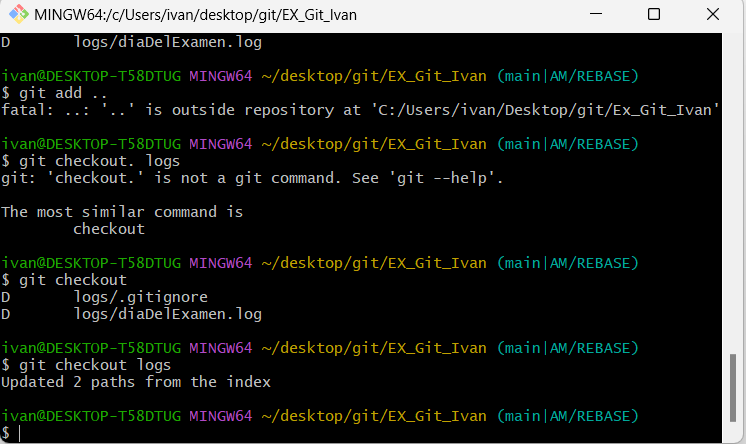 MINGW64:/c/Users/ivan/desktop/git/EX_Git_Ivan
D       logs/diaDelExamen.log
ivan@DESKTOP-T58DTUG MINGW64 ~/desktop/git/EX_Git_Ivan (main|AM/REBASE)
$ git add ..
fatal: ..: '..' is outside repository at 'C:/Users/ivan/Desktop/git/Ex_Git_Ivan'
ivan@DESKTOP-T58DTUG MINGW64 ~/desktop/git/EX_Git_Ivan (main|AM/REBASE)
$ git checkout. logs
git: 'checkout.' is not a git command. See 'git --help'.
The most similar command is
        checkout
ivan@DESKTOP-T58DTUG MINGW64 ~/desktop/git/EX_Git_Ivan (main|AM/REBASE)
$ git checkout
D       logs/.gitignore
D       logs/diaDelExamen.log
ivan@DESKTOP-T58DTUG MINGW64 ~/desktop/git/EX_Git_Ivan (main|AM/REBASE)
$ git checkout logs
Updated 2 paths from the index
ivan@DESKTOP-T58DTUG MINGW64 ~/desktop/git/EX_Git_Ivan (main|AM/REBASE)
$